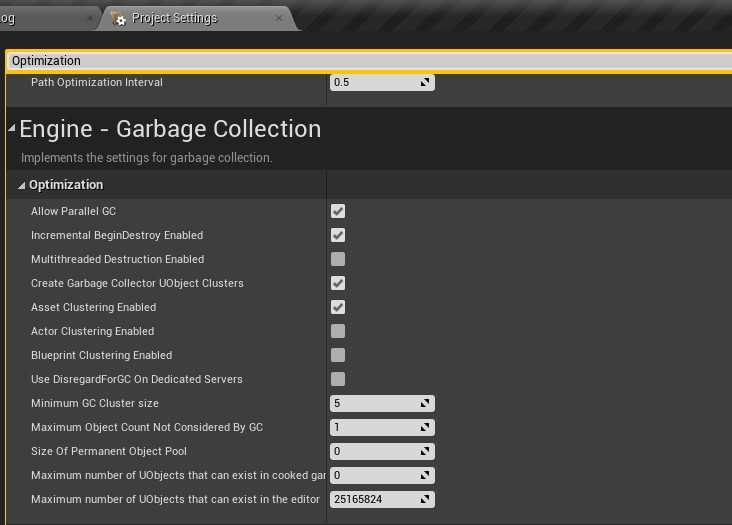 og
Project Settings
Optimization
Path Optimization Interval 0.5
Engine - Garbage Collection
Implements the settings for garbage collection.
Optimization
Allow Parallel GC
Incremental BeginDestroy Enabled
Multithreaded Destruction Enabled
Create Garbage Collector UObject Clusters
Asset Clustering Enabled
Actor Clustering Enabled
Blueprint Clustering Enabled
Use DisregardForGC On Dedicated Servers
Minimum GC Cluster size 5
Maximum Object Count Not Considered By GC 1
Size Of Permanent Object Pool 0
Maximum number of UObjects that can exist in cooked gar 0
Maximum number of UObjects that can exist in the editor 25165824